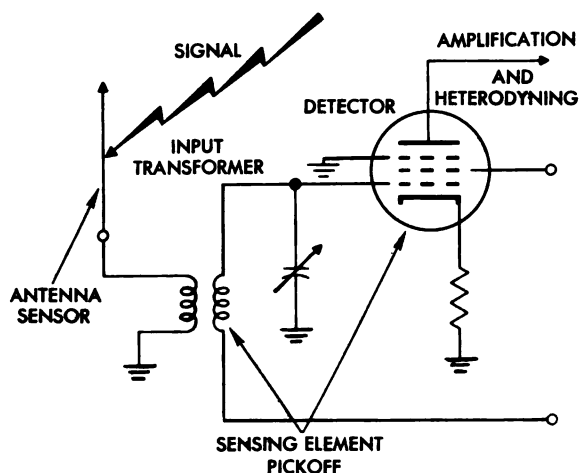 SIGNAL
AMPLIFICATION
AND
HETERODYNING
DETECTOR
INPUT
TRANSFORMER
ANTENNA
SENSOR
SENSING ELEMENT
PICKOFF